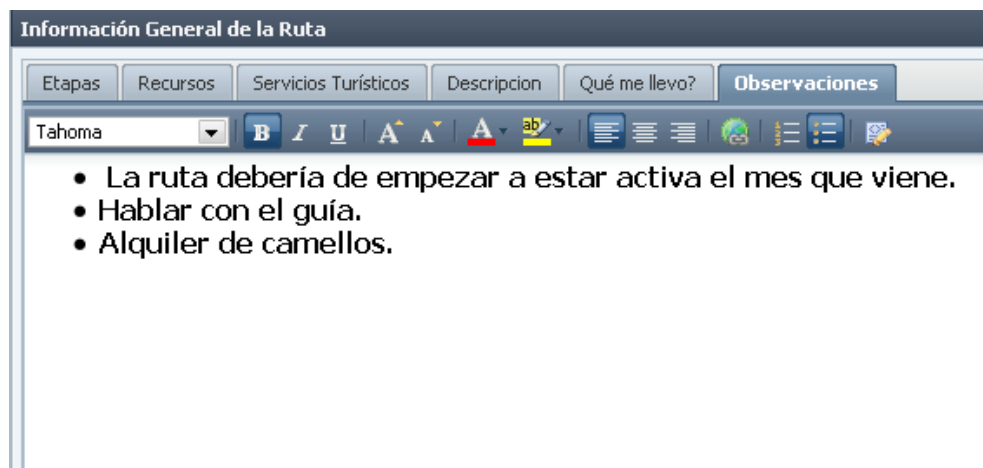 Información General de la Ruta
Etapas Recursos Servicios Turísticos Descripcion Qué me llevo? Observaciones
Tahoma B I U A A A ab
• La ruta debería de empezar a estar activa el mes que viene.
• Hablar con el guía.
• Alquiler de camellos.